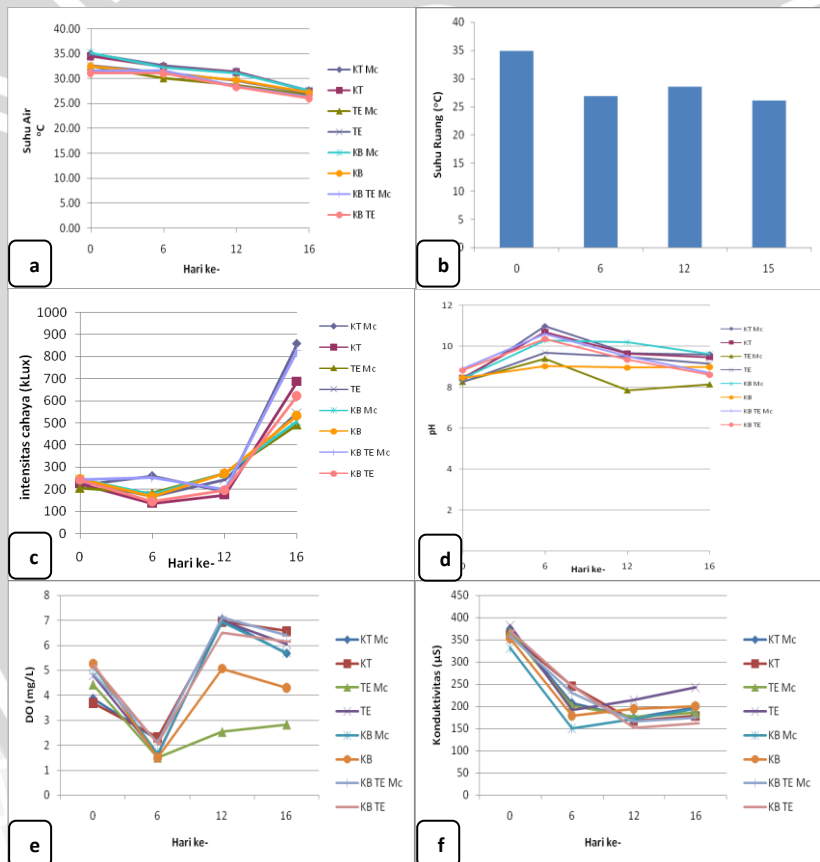 40.00
35.00
30.00
25.00
20.00
15.00
10.00
5.00
0.00
Suhu Air
°C
0 6 12 16
Hari ke-
KT Mc
KT
TE Mc
TE
KB Mc
KB
KB TE Mc
KB TE
a
40
35
30
25
20
15
10
5
0
Suhu Ruang (°C)
0 6 12 15
b
1000
900
800
700
600
500
400
300
200
100
0
intensitas cahaya (kLux)
0 6 12 16
Hari ke-
KT Mc
KT
TE Mc
TE
KB Mc
KB
KB TE Mc
KB TE
c
12
10
8
6
4
2
pH
0 6 12 16
Hari ke-
KT Mc
KT
TE Mc
TE
KB Mc
KB
KB TE Mc
KB TE
d
8
7
6
5
4
3
2
1
0
DO (mg/L)
0 6 12 16
Hari ke-
KT Mc
KT
TE Mc
TE
KB Mc
KB
KB TE Mc
KB TE
e
450
400
350
300
250
200
150
100
50
0
Konduktivitas (µS)
0 6 12 16
Hari ke-
KT Mc
KT
TE Mc
TE
KB Mc
KB
KB TE Mc
KB TE
f